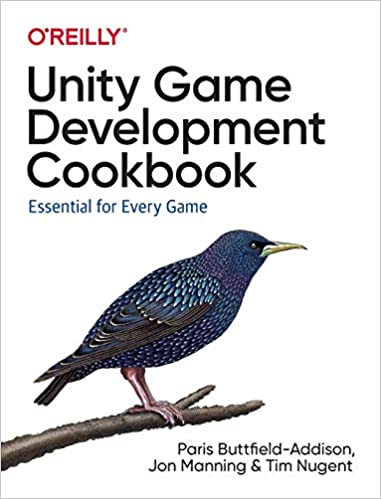 O'REILLY®
Unity Game
Development
Cookbook
Essential for Every Game
Paris Buttfield-Addison,
Jon Manning & Tim Nugent